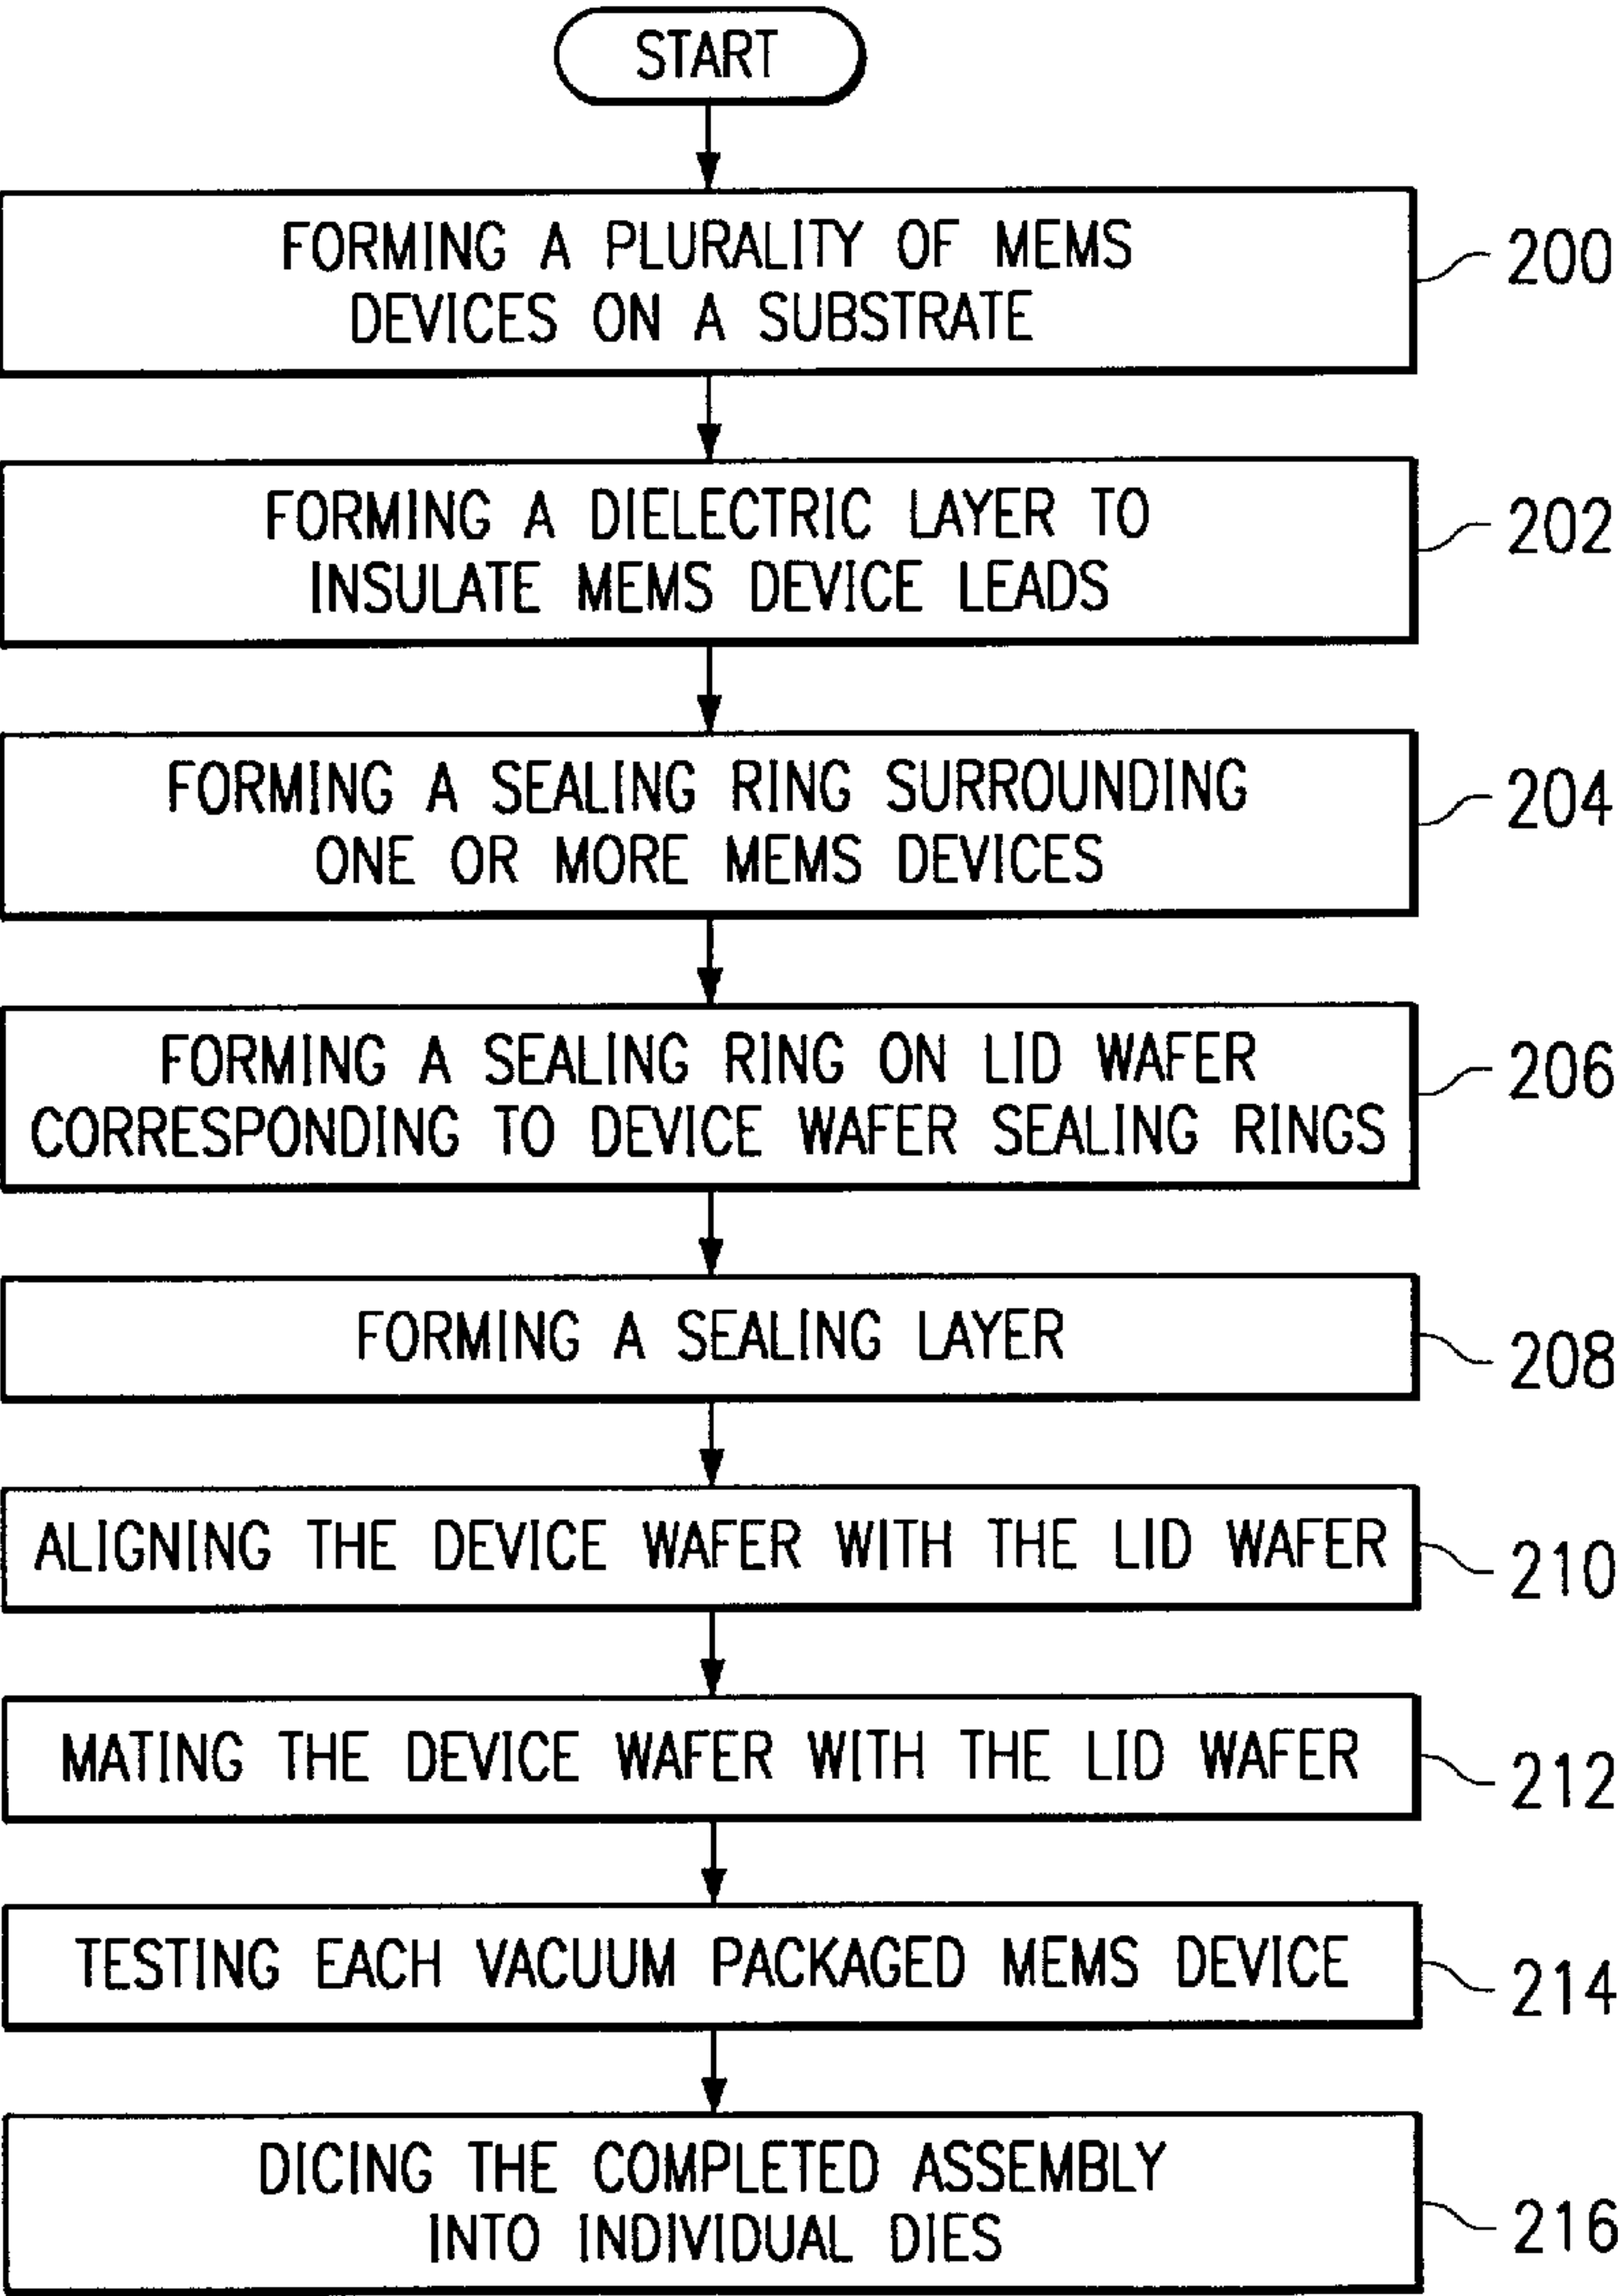 START
FORMING A PLURALITY OF MEMS
DEVICES ON A SUBSTRATE
200
FORMING A DIELECTRIC LAYER TO
INSULATE MEMS DEVICE LEADS
202
FORMING A SEALING RING SURROUNDING
ONE OR MORE MEMS DEVICES
204
FORMING A SEALING RING ON LID WAFER
CORRESPONDING TO DEVICE WAFER SEALING RINGS
206
FORMING A SEALING LAYER
208
ALIGNING THE DEVICE WAFER WITH THE LID WAFER
210
MATING THE DEVICE WAFER WITH THE LID WAFER
212
TESTING EACH VACUUM PACKAGED MEMS DEVICE
214
DICING THE COMPLETED ASSEMBLY
INTO INDIVIDUAL DIES
216